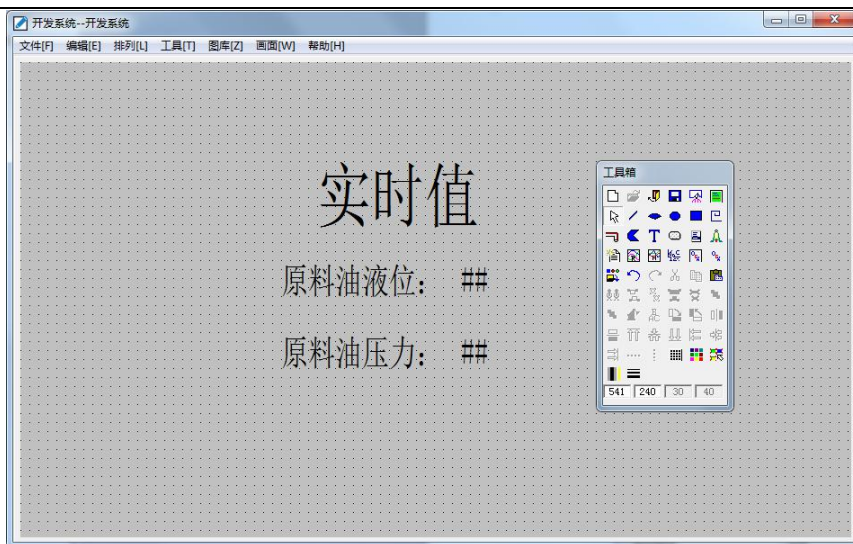 开发系统--开发系统
文件[F] 编辑[E] 排列[L] 工具[T] 图库[Z] 画面[W] 帮助[H]
实时值
原料油液位： ##
原料油压力： ##
工具箱
541 240 30 40